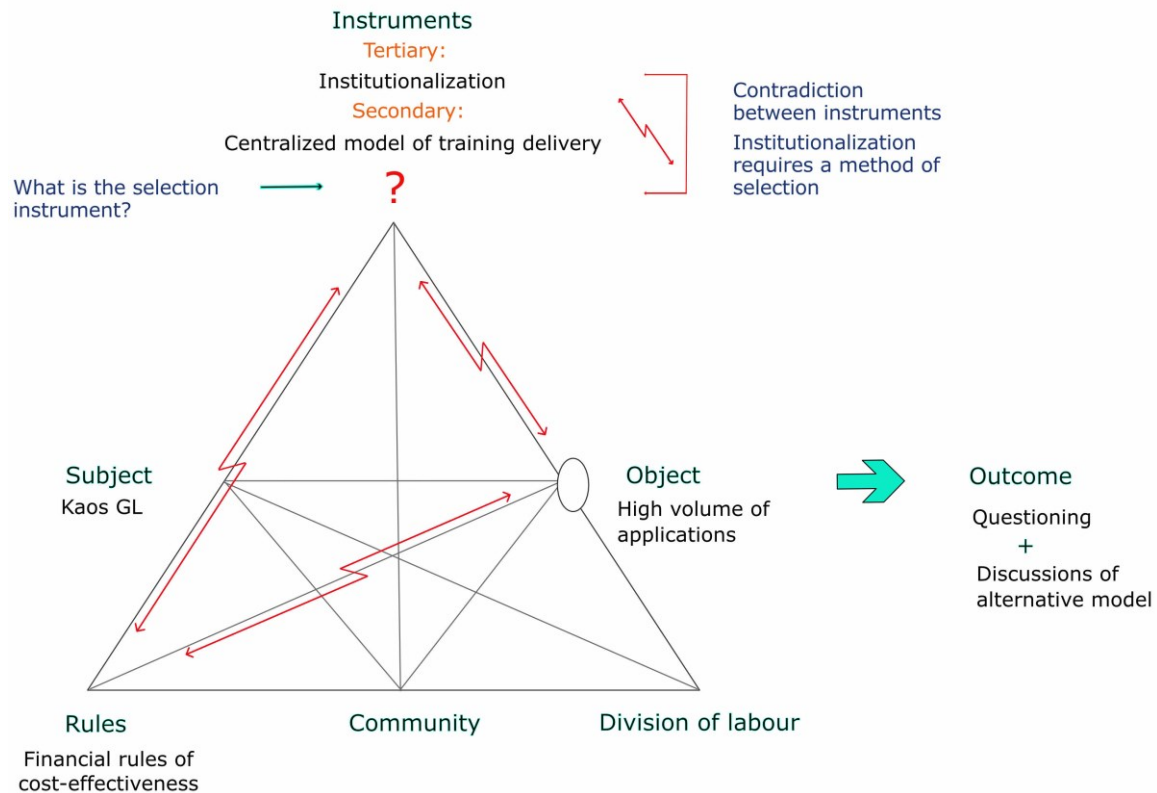 Instruments
Tertiary:
Institutionalization
Secondary:
Centralized model of training delivery
Contradiction
between instruments
Institutionalization
requires a method of
selection
What is the selection
instrument?
?
Subject
Kaos GL
Object
High volume of
applications
Outcome
Questioning
+
Discussions of
alternative model
Rules
Financial rules of
cost-effectiveness
Community
Division of labour